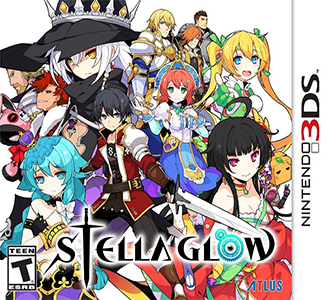 NINTENDO 3DS
STELLA GLOW
TEEN
T
ESRB
ATLUS